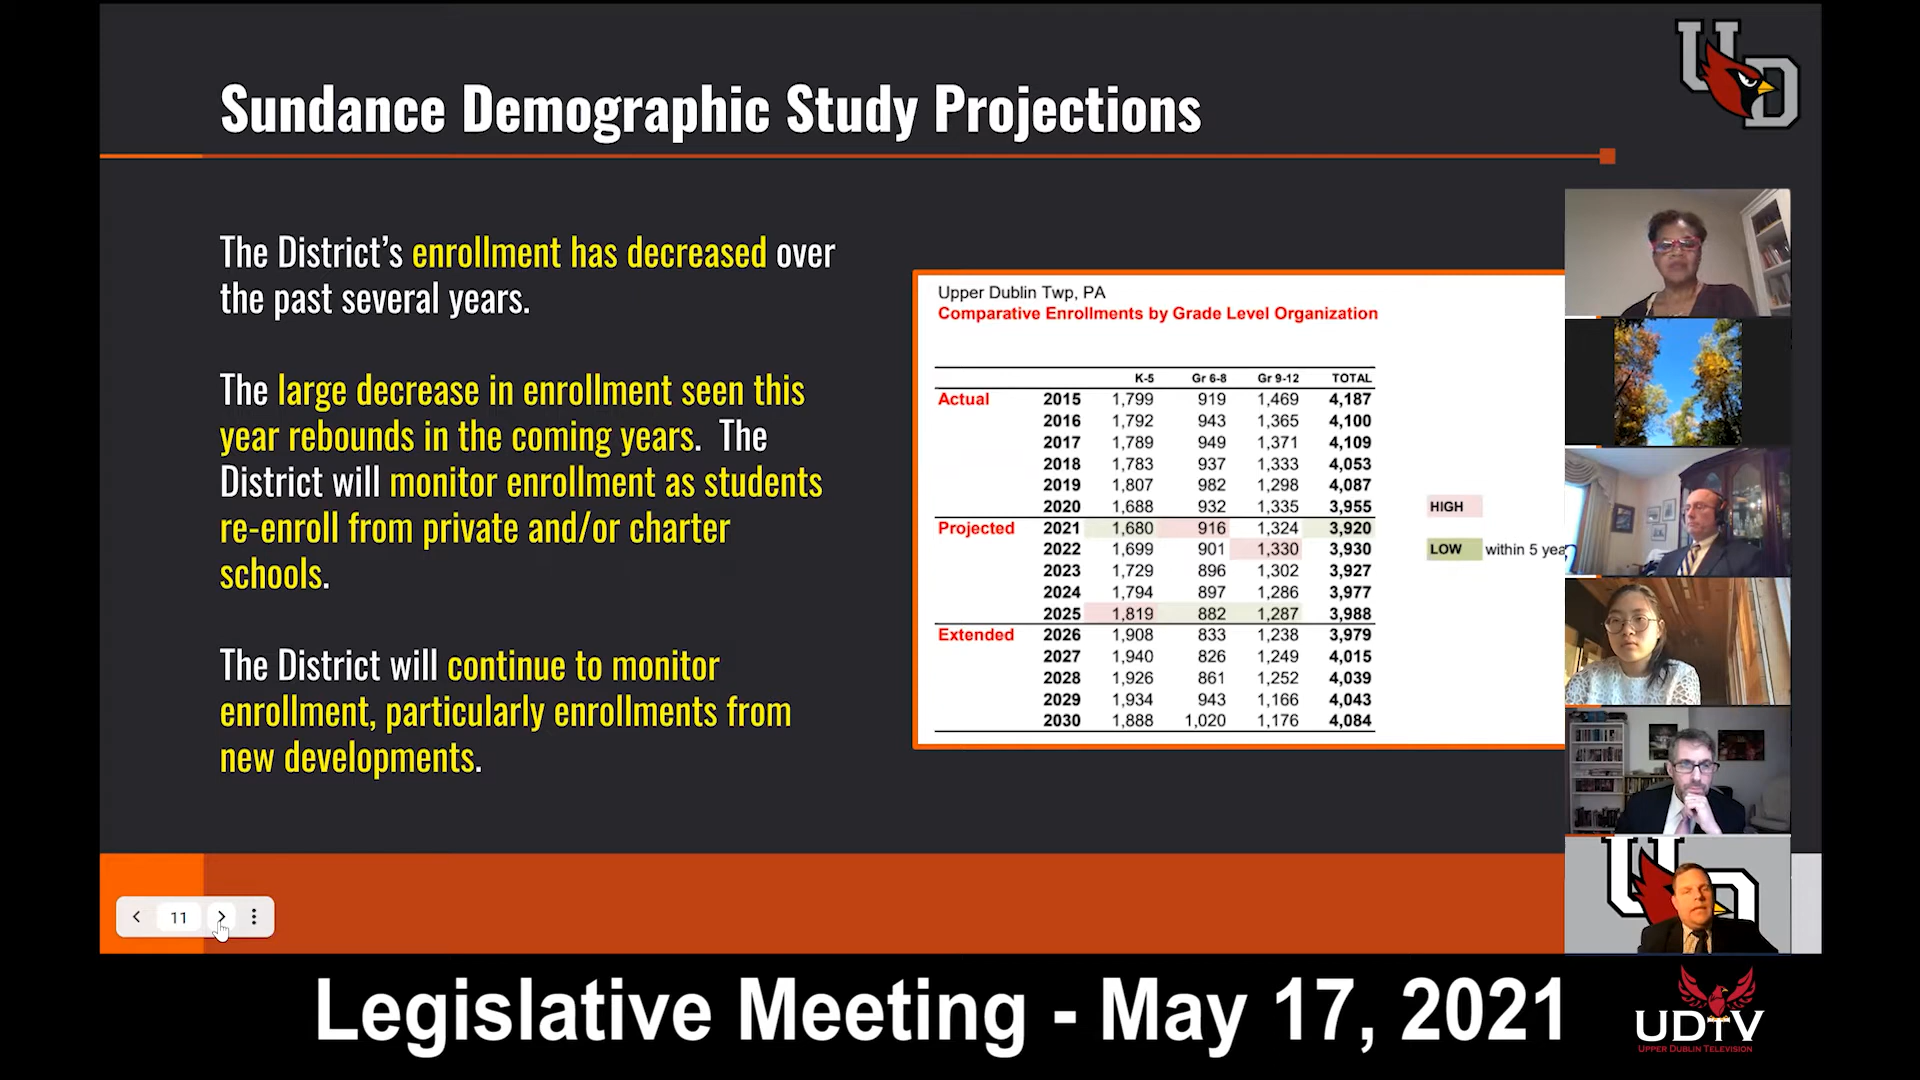 Sundance Demographic Study Projections
UD
The District's enrollment has decreased over
the past several years.
The large decrease in enrollment seen this
year rebounds in the coming years. The
District will monitor enrollment as students
re-enroll from private and/or charter
schools.
The District will continue to monitor
enrollment, particularly enrollments from
new developments.
Upper Dublin Twp, PA
Comparative Enrollments by Grade Level Organization
K-5 Gr 6-8 Gr 9-12 TOTAL
Actual 2015 1,799 919 1,469 4,187
2016 1,792 943 1,365 4,100
2017 1,789 949 1,371 4,109
2018 1,783 937 1,333 4,053
2019 1,807 982 1,298 4,087
2020 1,688 932 1,335 3,955
Projected 2021 1,680 916 1,324 3,920
2022 1,699 901 1,330 3,930
2023 1,729 896 1,302 3,927
2024 1,794 897 1,286 3,977
2025 1,819 882 1,287 3,988
Extended 2026 1,908 833 1,238 3,979
2027 1,940 826 1,249 4,015
2028 1,926 861 1,252 4,039
2029 1,934 943 1,166 4,043
2030 1,888 1,020 1,176 4,084
HIGH
LOW within 5 yea
11
UD
Legislative Meeting - May 17, 2021
UDTV
UPPER DUBLIN TELEVISION